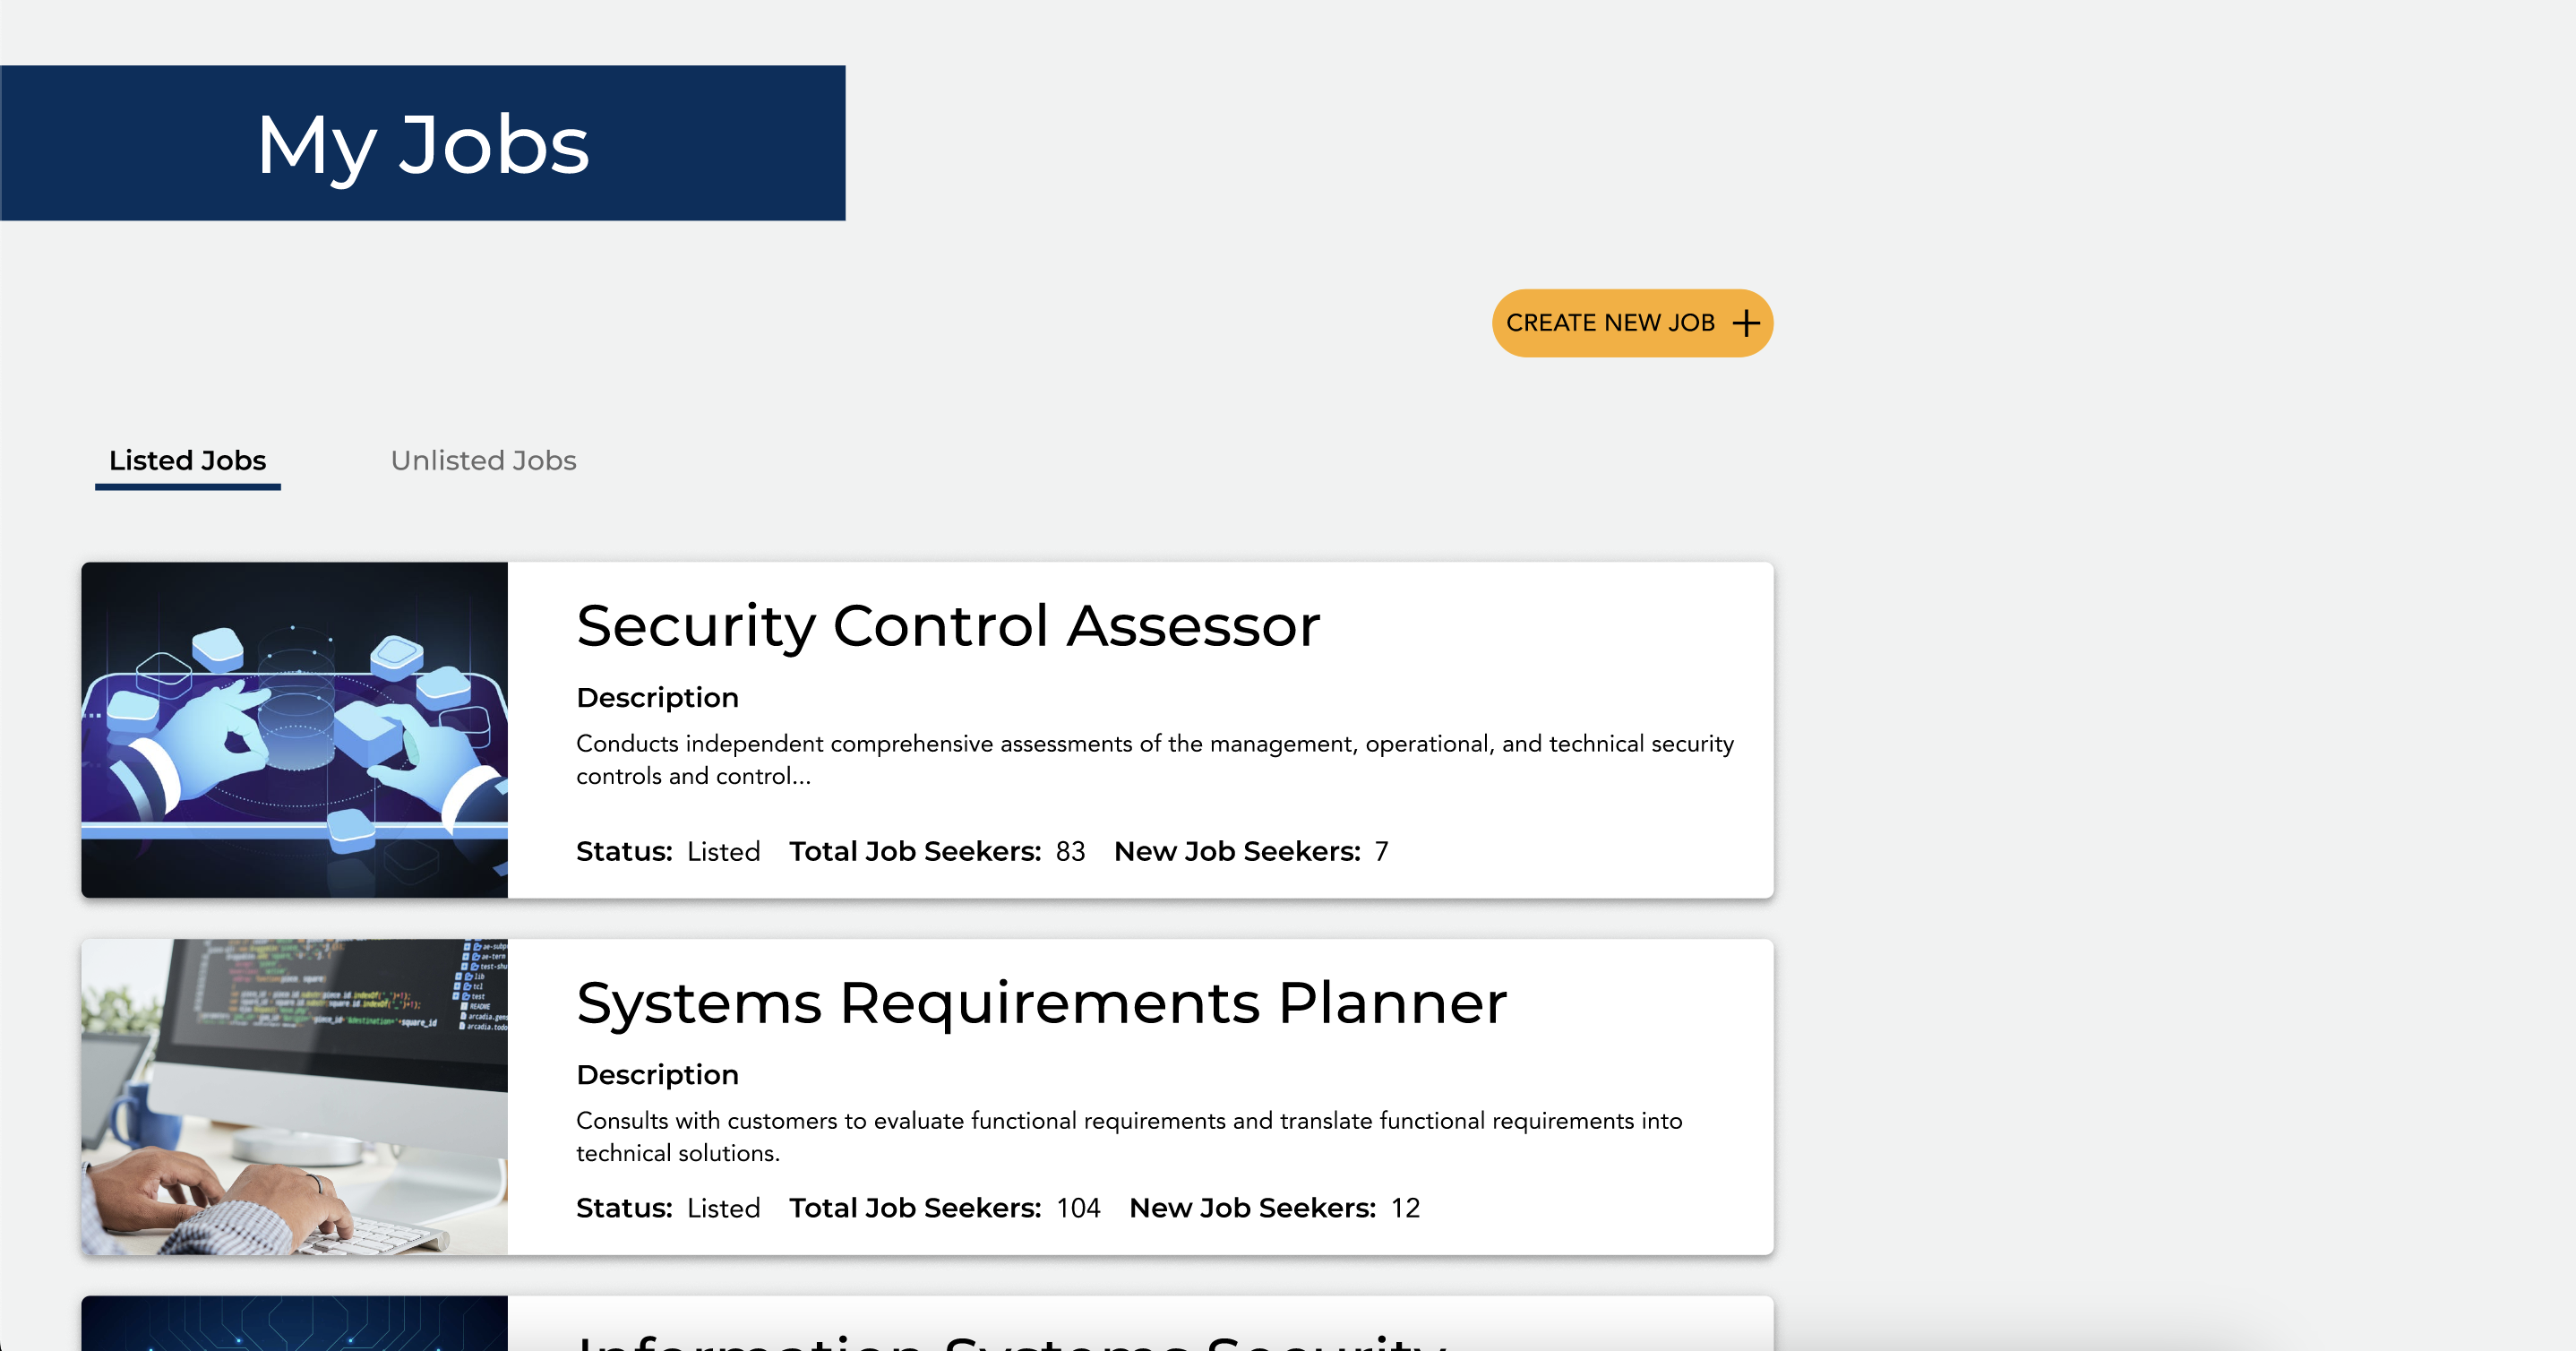 My Jobs
CREATE NEW JOB
Listed Jobs
Unlisted Jobs
Security Control Assessor
Description
Conducts independent comprehensive assessments of the management, operational, and technical security
controls and control...
Status: Listed Total Job Seekers: 83 New Job Seekers: 7
Systems Requirements Planner
Description
Consults with customers to evaluate functional requirements and translate functional requirements into
technical solutions.
Status: Listed Total Job Seekers: 104 New Job Seekers: 12
Information Systems Security